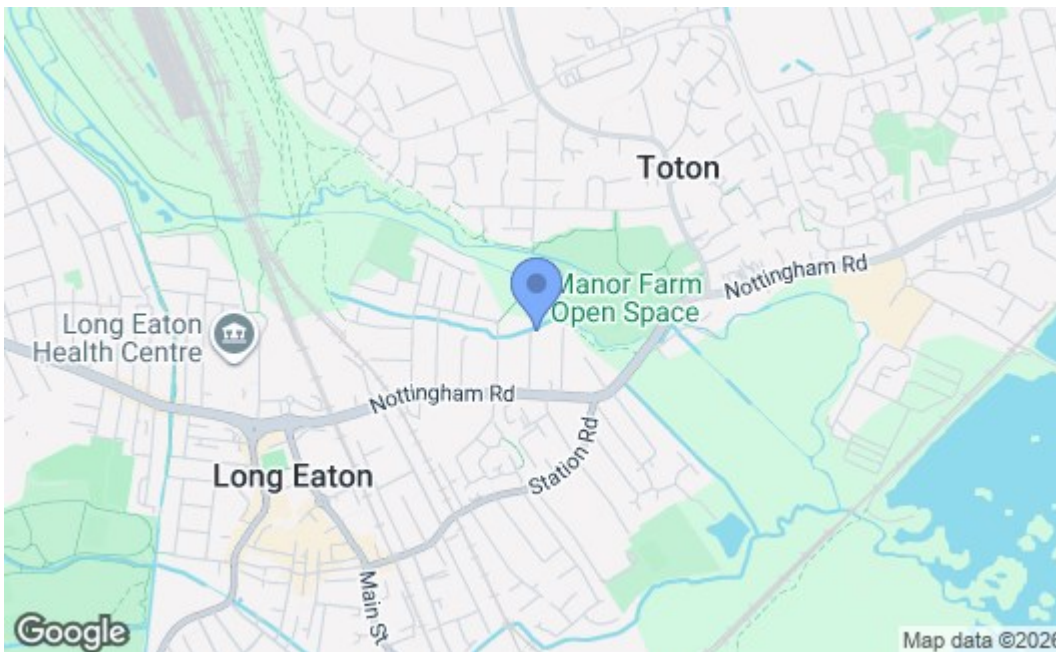 Toton
Manor Farm
Open Space
Nottingham Rd
Long Eaton
Health Centre
Nottingham Rd
Station Rd
Long Eaton
Main St
Google
Map data ©2026